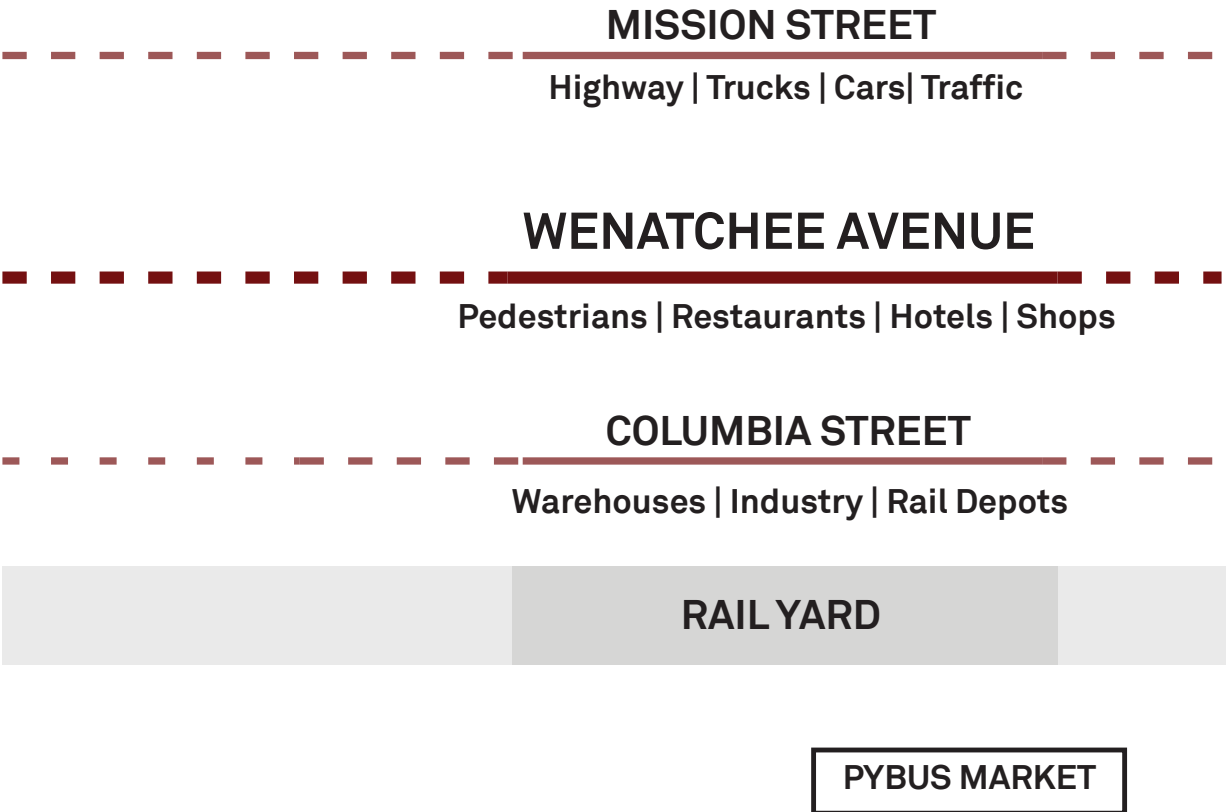 MISSION STREET
Highway | Trucks | Cars| Traffic
WENATCHEE AVENUE
Pedestrians | Restaurants | Hotels | Shops
COLUMBIA STREET
Warehouses | Industry | Rail Depots
RAIL YARD
PYBUS MARKET